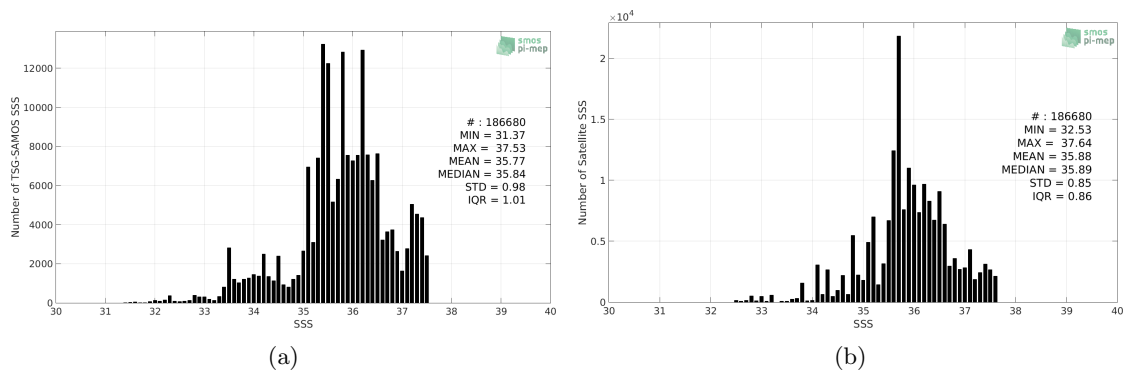 smos
pi-mep
Number of TSG-SAMOS SSS
12000
10000
8000
6000
4000
2000
0
# : 186680
MIN = 31.37
MAX = 37.53
MEAN = 35.77
MEDIAN = 35.84
STD = 0.98
IQR = 1.01
30 31 32 33 34 35 36 37 38 39 40
SSS
(a)
×10⁴
smos
pi-mep
Number of Satellite SSS
2
1.5
1
0.5
0
# : 186680
MIN = 32.53
MAX = 37.64
MEAN = 35.88
MEDIAN = 35.89
STD = 0.85
IQR = 0.86
30 31 32 33 34 35 36 37 38 39 40
SSS
(b)